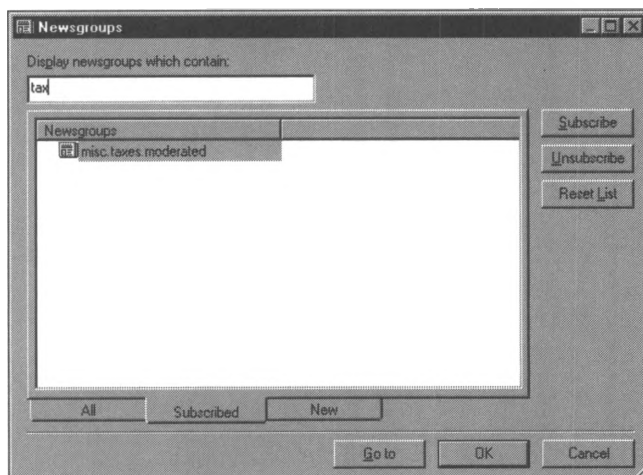 Newsgroups
Display newsgroups which contain:
tax
Subscribe
Newsgroups
misc.taxes.moderated
Unsubscribe
Reset List
All
Subscribed
New
Go to
OK
Cancel